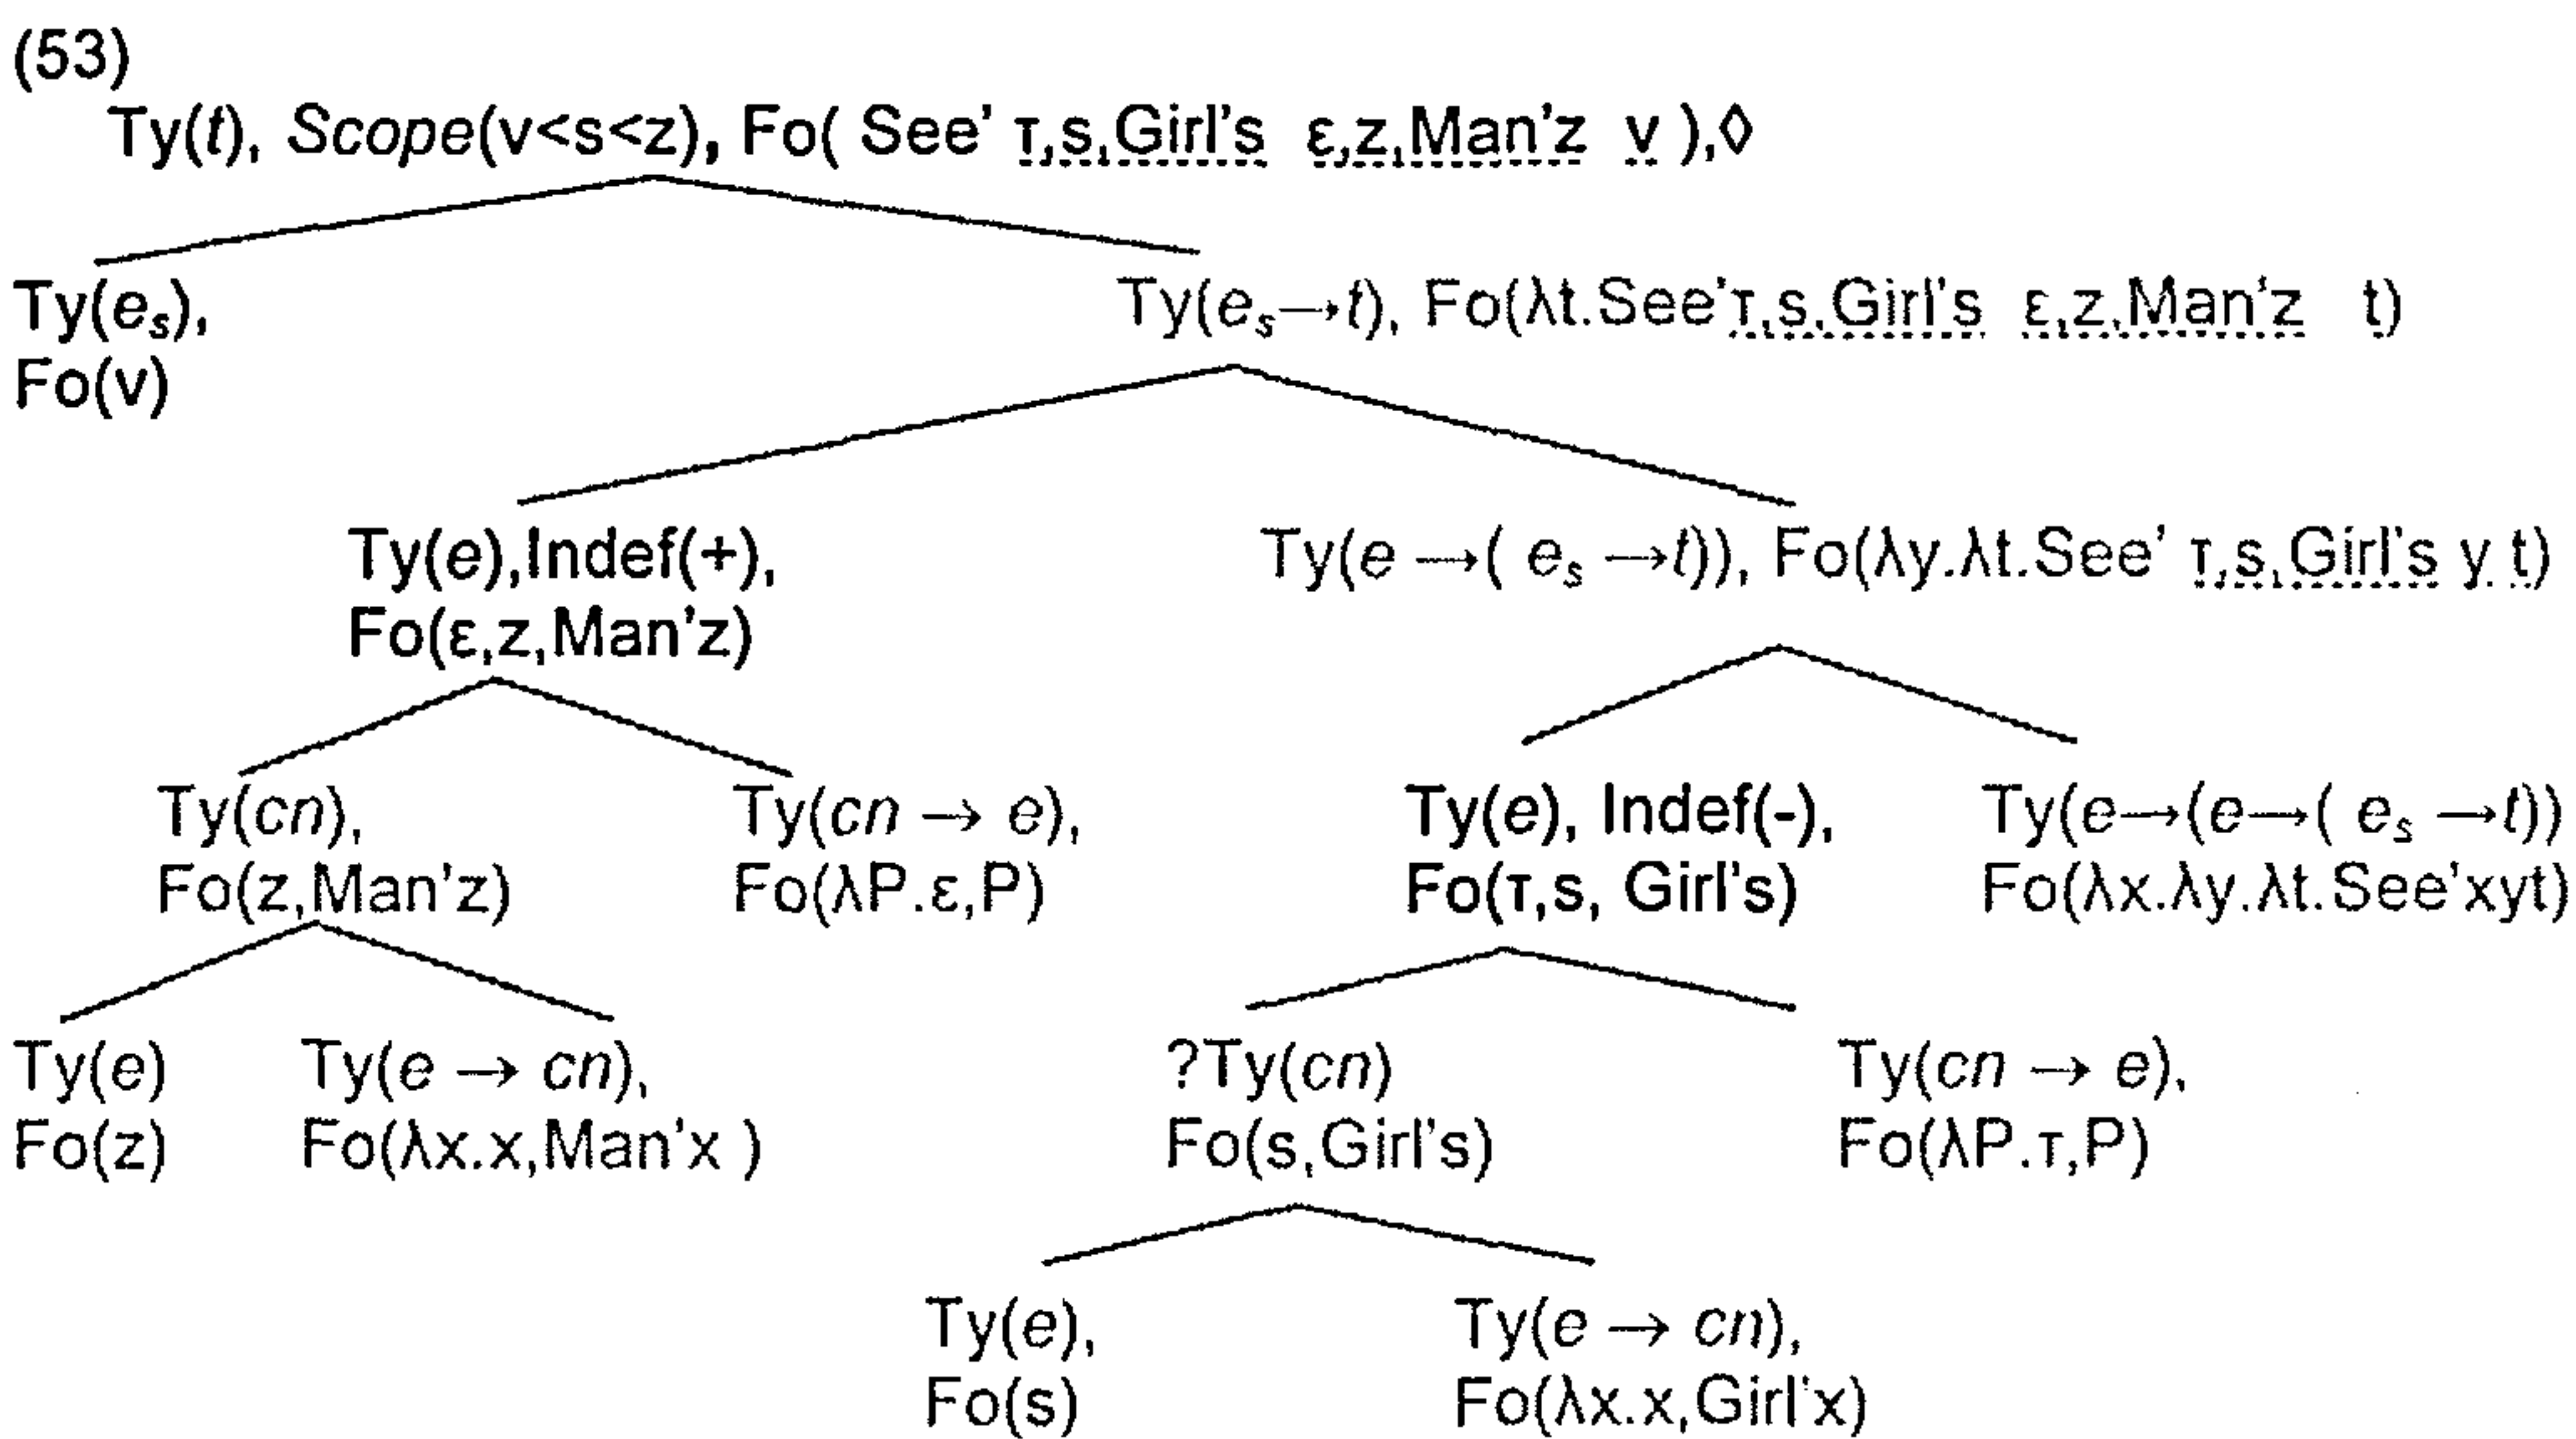 (53)
Ty(t), Scope(v<s<z), Fo( See’ τ,s,Girl’s ε,z,Man’z v ),◊
Ty(eₛ), Ty(eₛ→t), Fo(λt.See’τ,s,Girl’s ε,z,Man’z t)
Fo(v)
Ty(e),Indef(+), Ty(e →( eₛ →t)), Fo(λy.λt.See’ τ,s,Girl’s y t)
Fo(ε,z,Man’z)
Ty(cn), Ty(cn → e), Ty(e), Indef(-), Ty(e→(e→( eₛ →t))
Fo(z,Man’z) Fo(λP.ε,P) Fo(τ,s, Girl’s) Fo(λx.λy.λt.See’xyt)
Ty(e) Ty(e → cn), ?Ty(cn) Ty(cn → e),
Fo(z) Fo(λx.x,Man’x ) Fo(s,Girl’s) Fo(λP.τ,P)
Ty(e), Ty(e → cn),
Fo(s) Fo(λx.x,Girl’x)